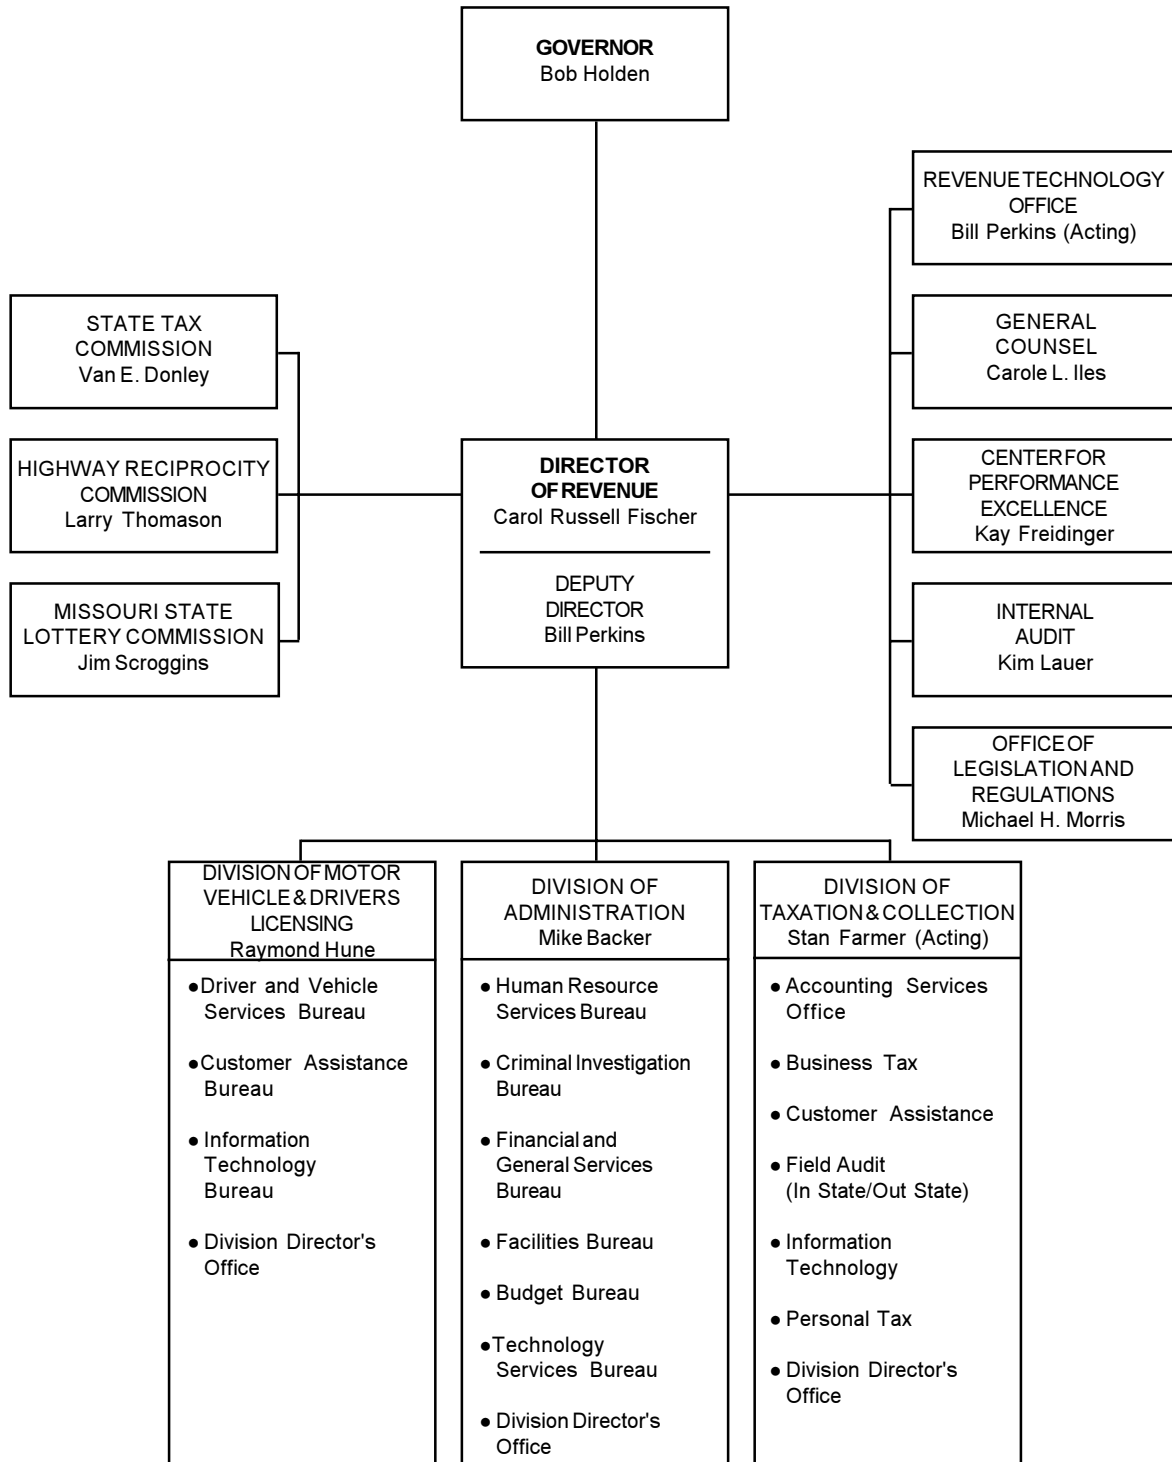 GOVERNOR
Bob Holden
REVENUE TECHNOLOGY
OFFICE
Bill Perkins (Acting)
STATE TAX
COMMISSION
Van E. Donley
GENERAL
COUNSEL
Carole L. Iles
HIGHWAY RECIPROCITY
COMMISSION
Larry Thomason
DIRECTOR
OF REVENUE
Carol Russell Fischer
DEPUTY
DIRECTOR
Bill Perkins
CENTER FOR
PERFORMANCE
EXCELLENCE
Kay Freidinger
MISSOURI STATE
LOTTERY COMMISSION
Jim Scroggins
INTERNAL
AUDIT
Kim Lauer
OFFICE OF
LEGISLATION AND
REGULATIONS
Michael H. Morris
DIVISION OF MOTOR
VEHICLE & DRIVERS
LICENSING
Raymond Hune
● Driver and Vehicle
Services Bureau
● Customer Assistance
Bureau
● Information
Technology
Bureau
● Division Director's
Office
DIVISION OF
ADMINISTRATION
Mike Backer
● Human Resource
Services Bureau
● Criminal Investigation
Bureau
● Financial and
General Services
Bureau
● Facilities Bureau
● Budget Bureau
● Technology
Services Bureau
● Division Director's
Office
DIVISION OF
TAXATION & COLLECTION
Stan Farmer (Acting)
● Accounting Services
Office
● Business Tax
● Customer Assistance
● Field Audit
(In State/Out State)
● Information
Technology
● Personal Tax
● Division Director's
Office